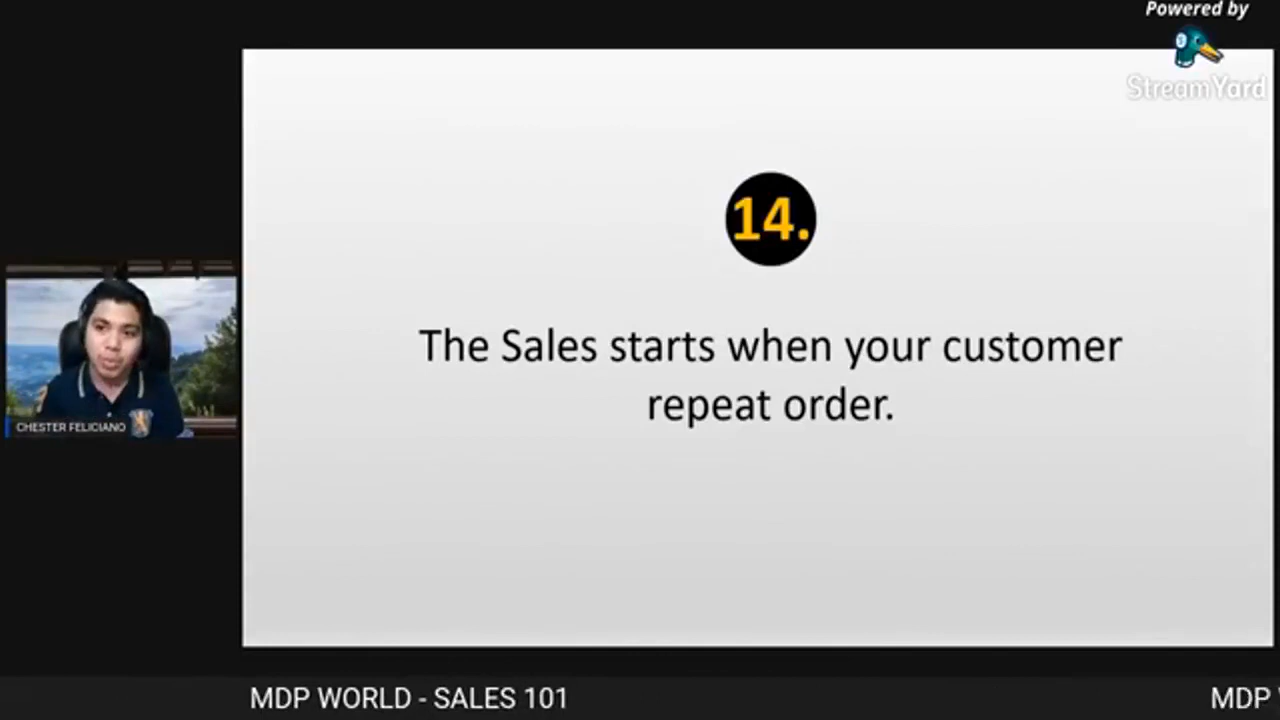 Powered by
StreamYard
14.
The Sales starts when your customer
repeat order.
CHESTER FELICIANO
MDP WORLD - SALES 101
MDP